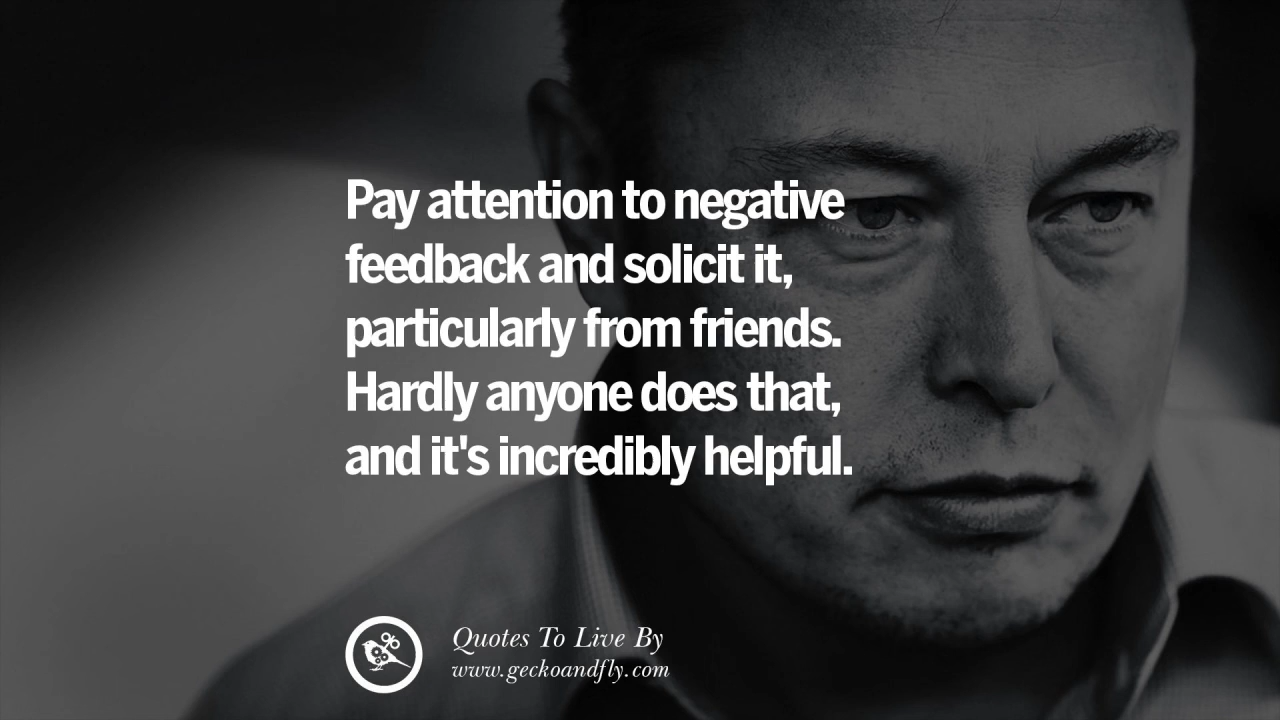 Pay attention to negative
feedback and solicit it,
particularly from friends.
Hardly anyone does that,
and it's incredibly helpful.
Quotes To Live By
www.geckoandfly.com